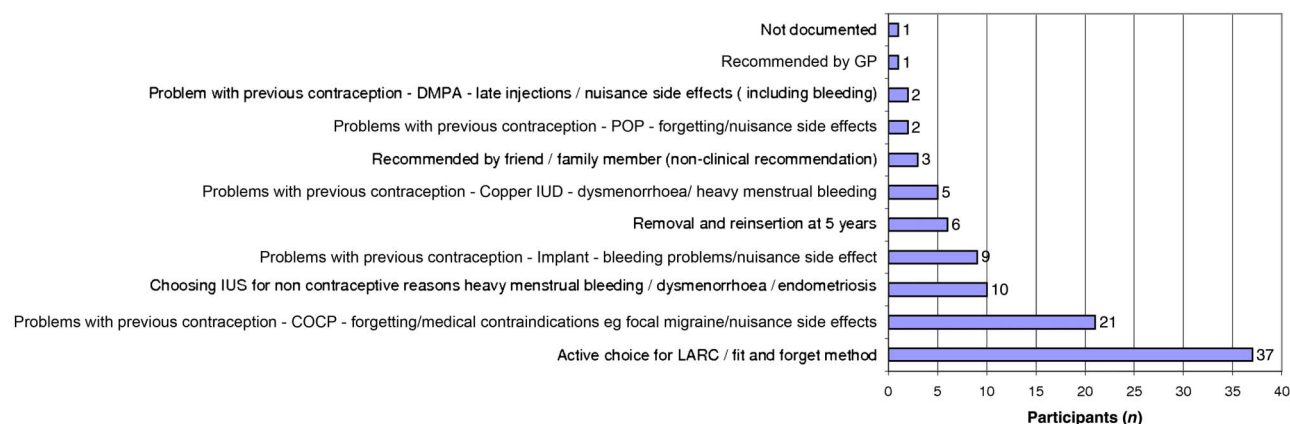 Not documented 1
Recommended by GP 1
Problem with previous contraception - DMPA - late injections / nuisance side effects ( including bleeding) 2
Problems with previous contraception - POP - forgetting/nuisance side effects 2
Recommended by friend / family member (non-clinical recommendation) 3
Problems with previous contraception - Copper IUD - dysmenorrhoea/ heavy menstrual bleeding 5
Removal and reinsertion at 5 years 6
Problems with previous contraception - Implant - bleeding problems/nuisance side effect 9
Choosing IUS for non contraceptive reasons heavy menstrual bleeding / dysmenorrhoea / endometriosis 10
Problems with previous contraception - COCP - forgetting/medical contraindications eg focal migraine/nuisance side effects 21
Active choice for LARC / fit and forget method 37
0 5 10 15 20 25 30 35 40
Participants (n)